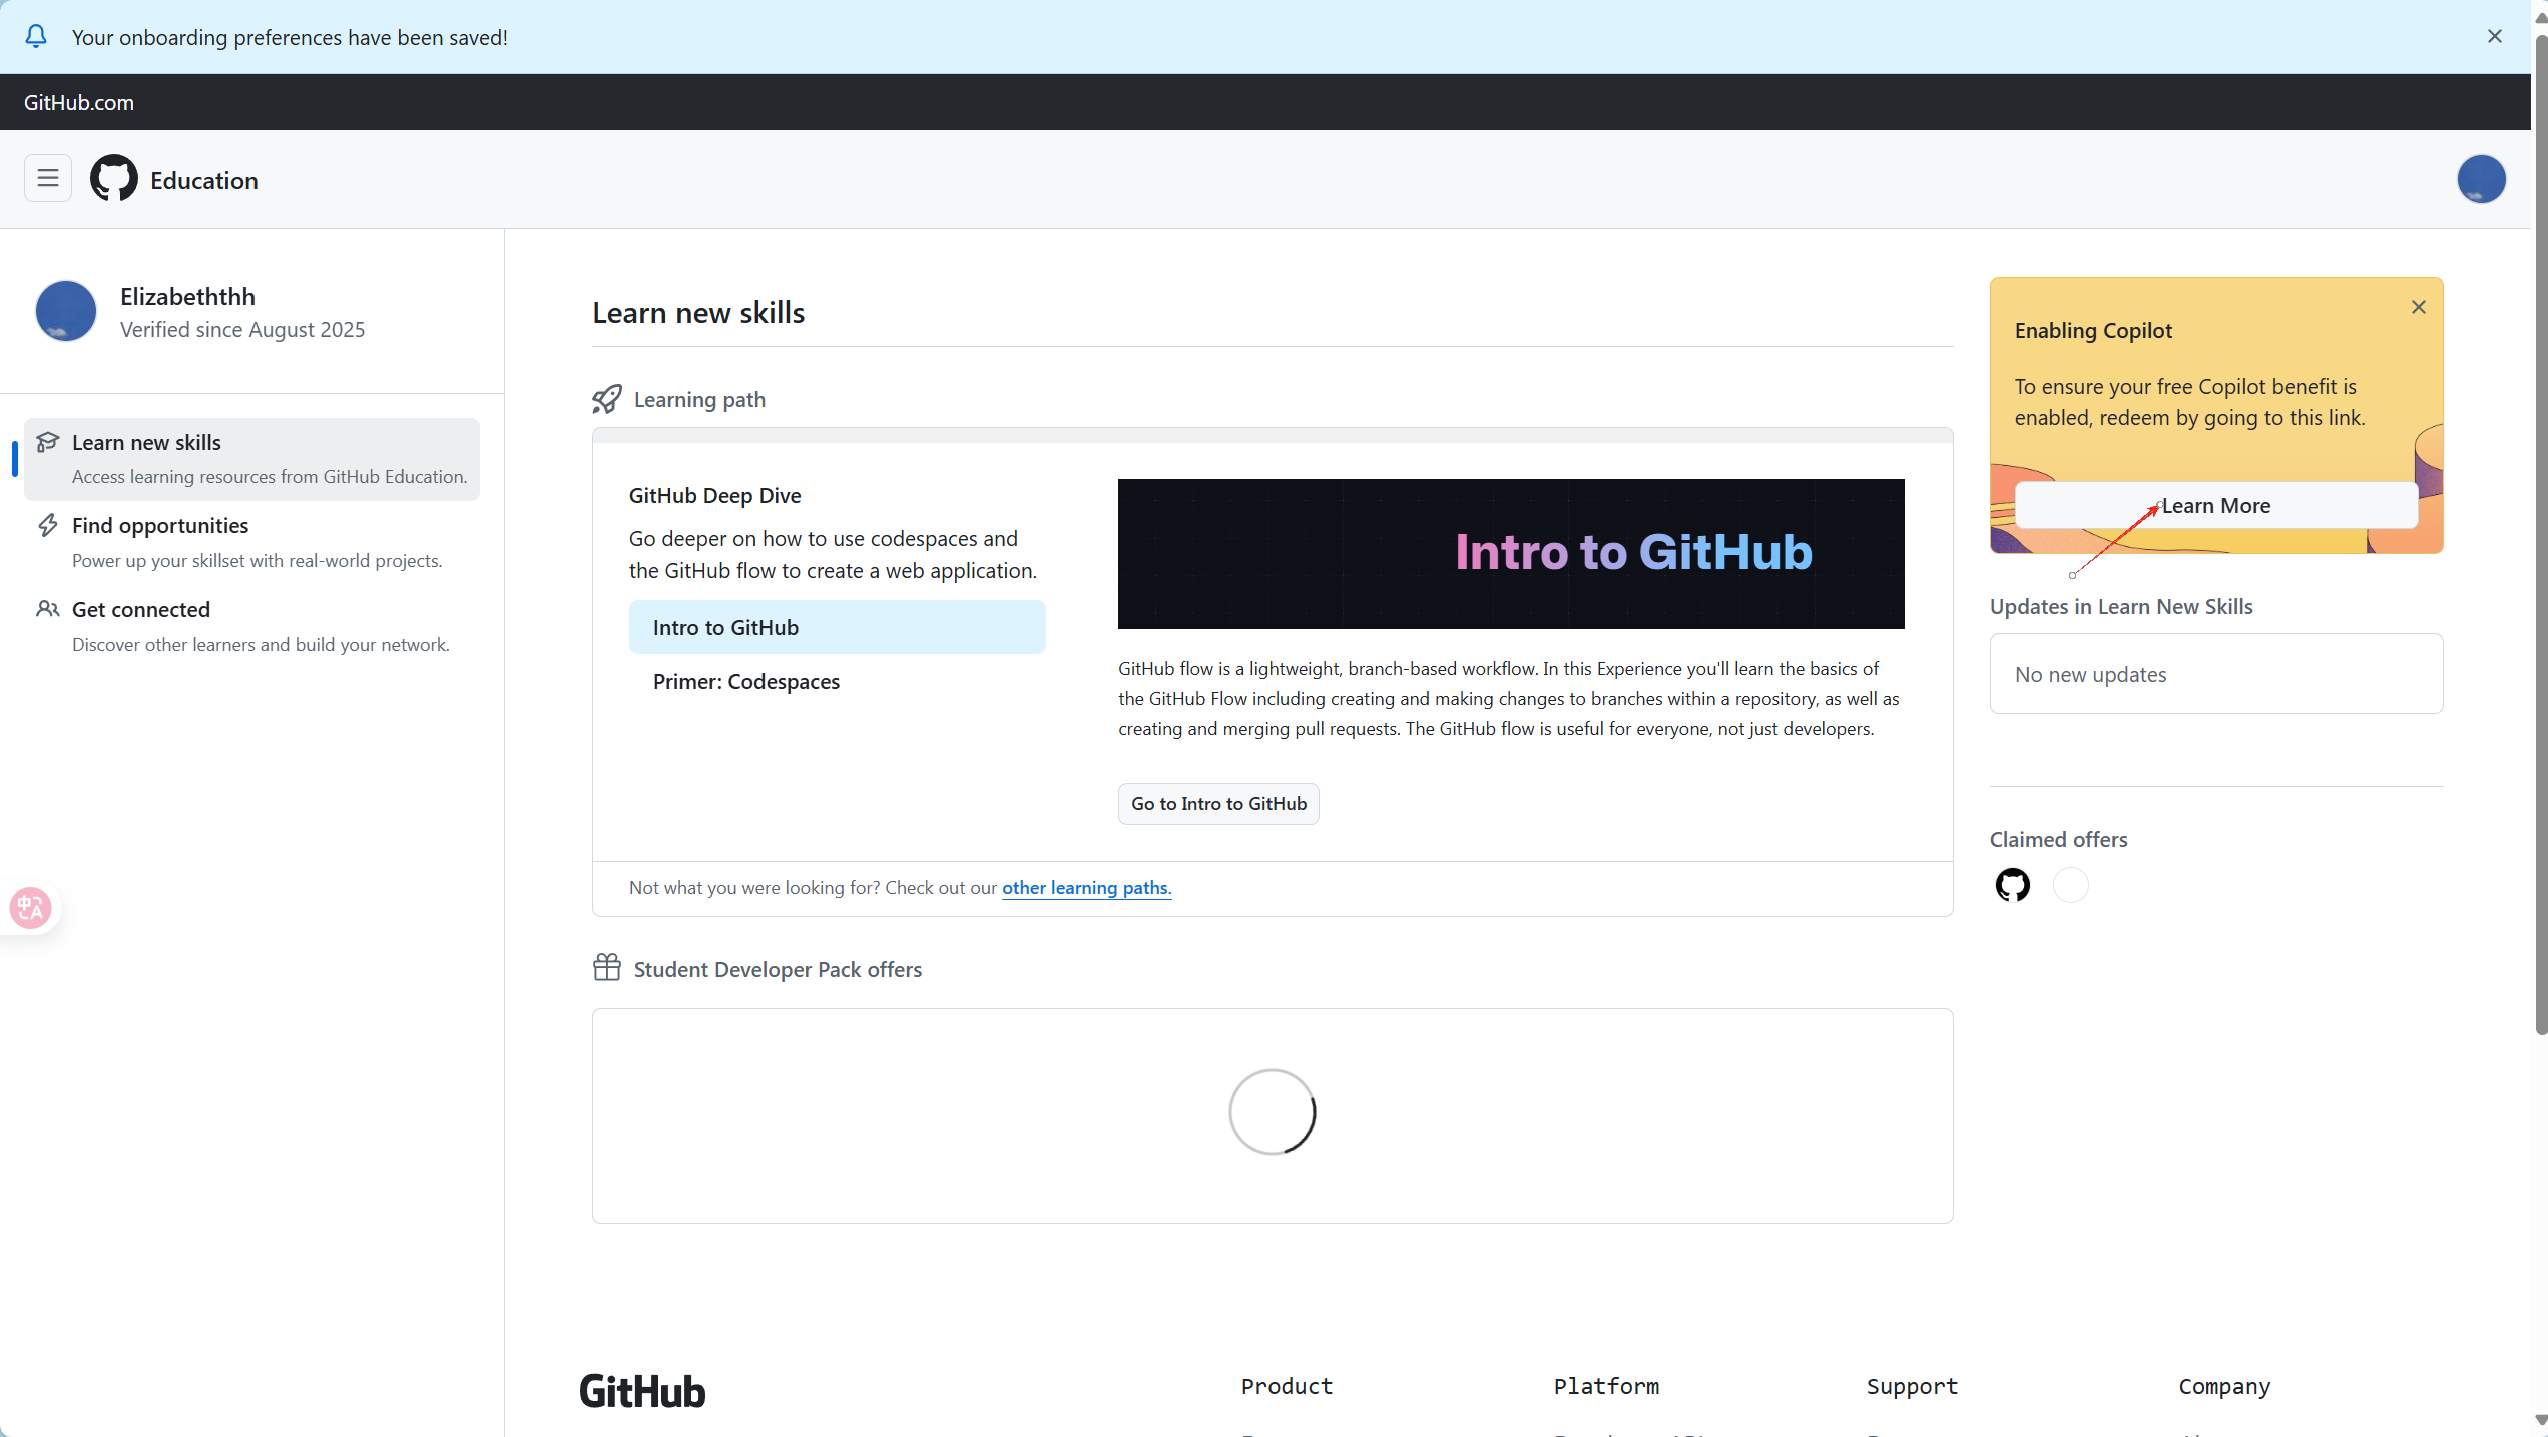 Your onboarding preferences have been saved!
GitHub.com
Education
Elizabeththh
Verified since August 2025
Learn new skills
Access learning resources from GitHub Education.
Find opportunities
Power up your skillset with real-world projects.
Get connected
Discover other learners and build your network.
中A
Learn new skills
Learning path
GitHub Deep Dive
Go deeper on how to use codespaces and
the GitHub flow to create a web application.
Intro to GitHub
Primer: Codespaces
Intro to GitHub
GitHub flow is a lightweight, branch-based workflow. In this Experience you'll learn the basics of
the GitHub Flow including creating and making changes to branches within a repository, as well as
creating and merging pull requests. The GitHub flow is useful for everyone, not just developers.
Go to Intro to GitHub
Not what you were looking for? Check out our other learning paths.
Student Developer Pack offers
Enabling Copilot
To ensure your free Copilot benefit is
enabled, redeem by going to this link.
Learn More
Updates in Learn New Skills
No new updates
Claimed offers
GitHub
Product
Platform
Support
Company